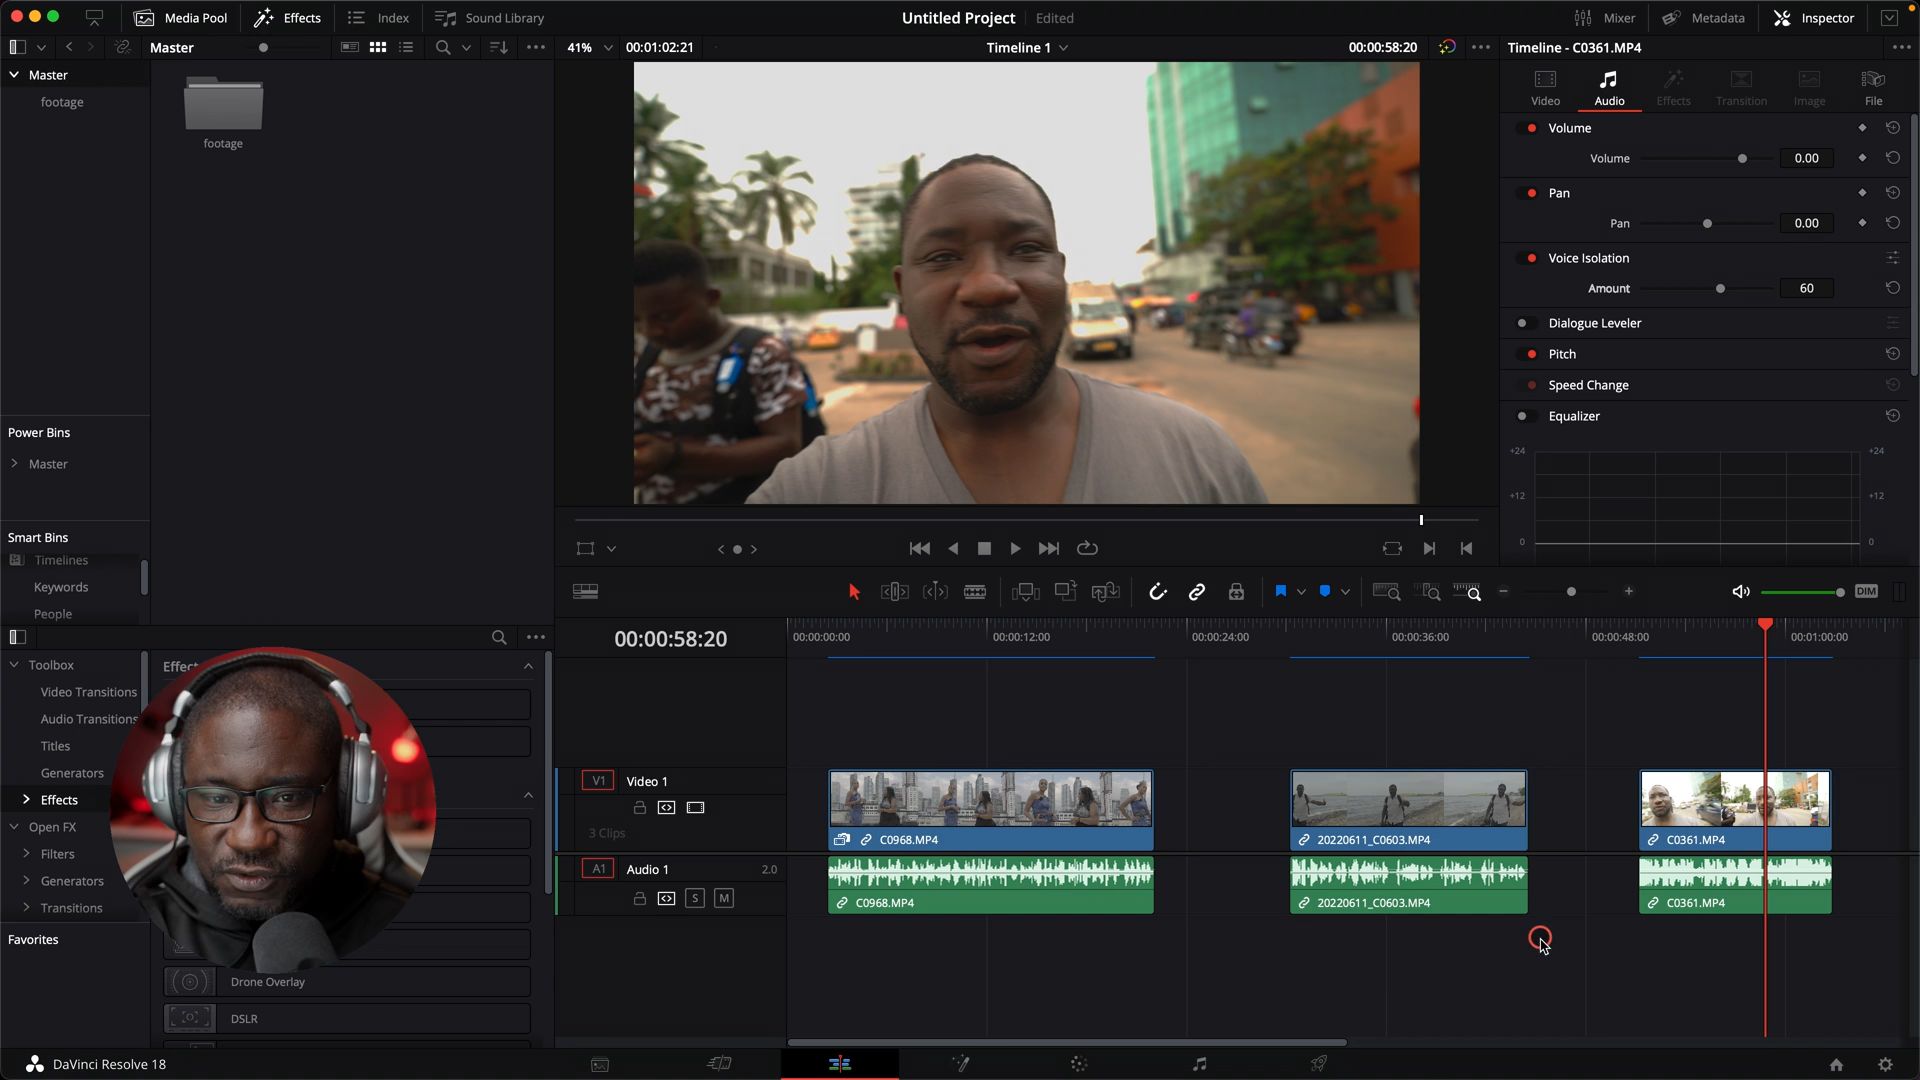 Media Pool
Effects
Index
Sound Library
Untitled Project
Edited
Mixer
Metadata
Inspector
Master
41%
00:01:02:21
Timeline 1
00:00:58:20
Timeline - C0361.MP4
Master
footage
footage
Video
Audio
Effects
Transition
Image
File
Volume
Volume
0.00
Pan
Pan
0.00
Voice Isolation
Amount
60
Dialogue Leveler
Pitch
Speed Change
Equalizer
+24
+24
+12
+12
0
0
Power Bins
Master
Smart Bins
Timelines
Keywords
People
DIM
00:00:58:20
00:00:00:00
00:00:12:00
00:00:24:00
00:00:36:00
00:00:48:00
00:01:00:00
Toolbox
Video Transitions
Audio Transitions
Titles
Generators
Effects
Open FX
Filters
Generators
Transitions
Favorites
Drone Overlay
DSLR
V1
Video 1
3 Clips
C0968.MP4
20220611_C0603.MP4
C0361.MP4
A1
Audio 1
2.0
S
M
C0968.MP4
20220611_C0603.MP4
C0361.MP4
DaVinci Resolve 18